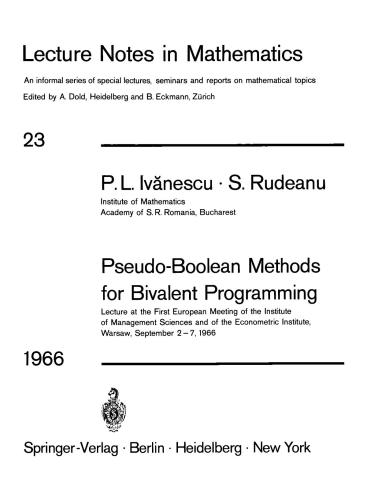 Lecture Notes in Mathematics
An informal series of special lectures, seminars and reports on mathematical topics
Edited by A. Dold, Heidelberg and B. Eckmann, Zürich
23
P. L. Ivănescu · S. Rudeanu
Institute of Mathematics
Academy of S. R. Romania, Bucharest
Pseudo-Boolean Methods
for Bivalent Programming
Lecture at the First European Meeting of the Institute
of Management Sciences and of the Econometric Institute,
Warsaw, September 2–7, 1966
1966
Springer-Verlag · Berlin · Heidelberg · New York